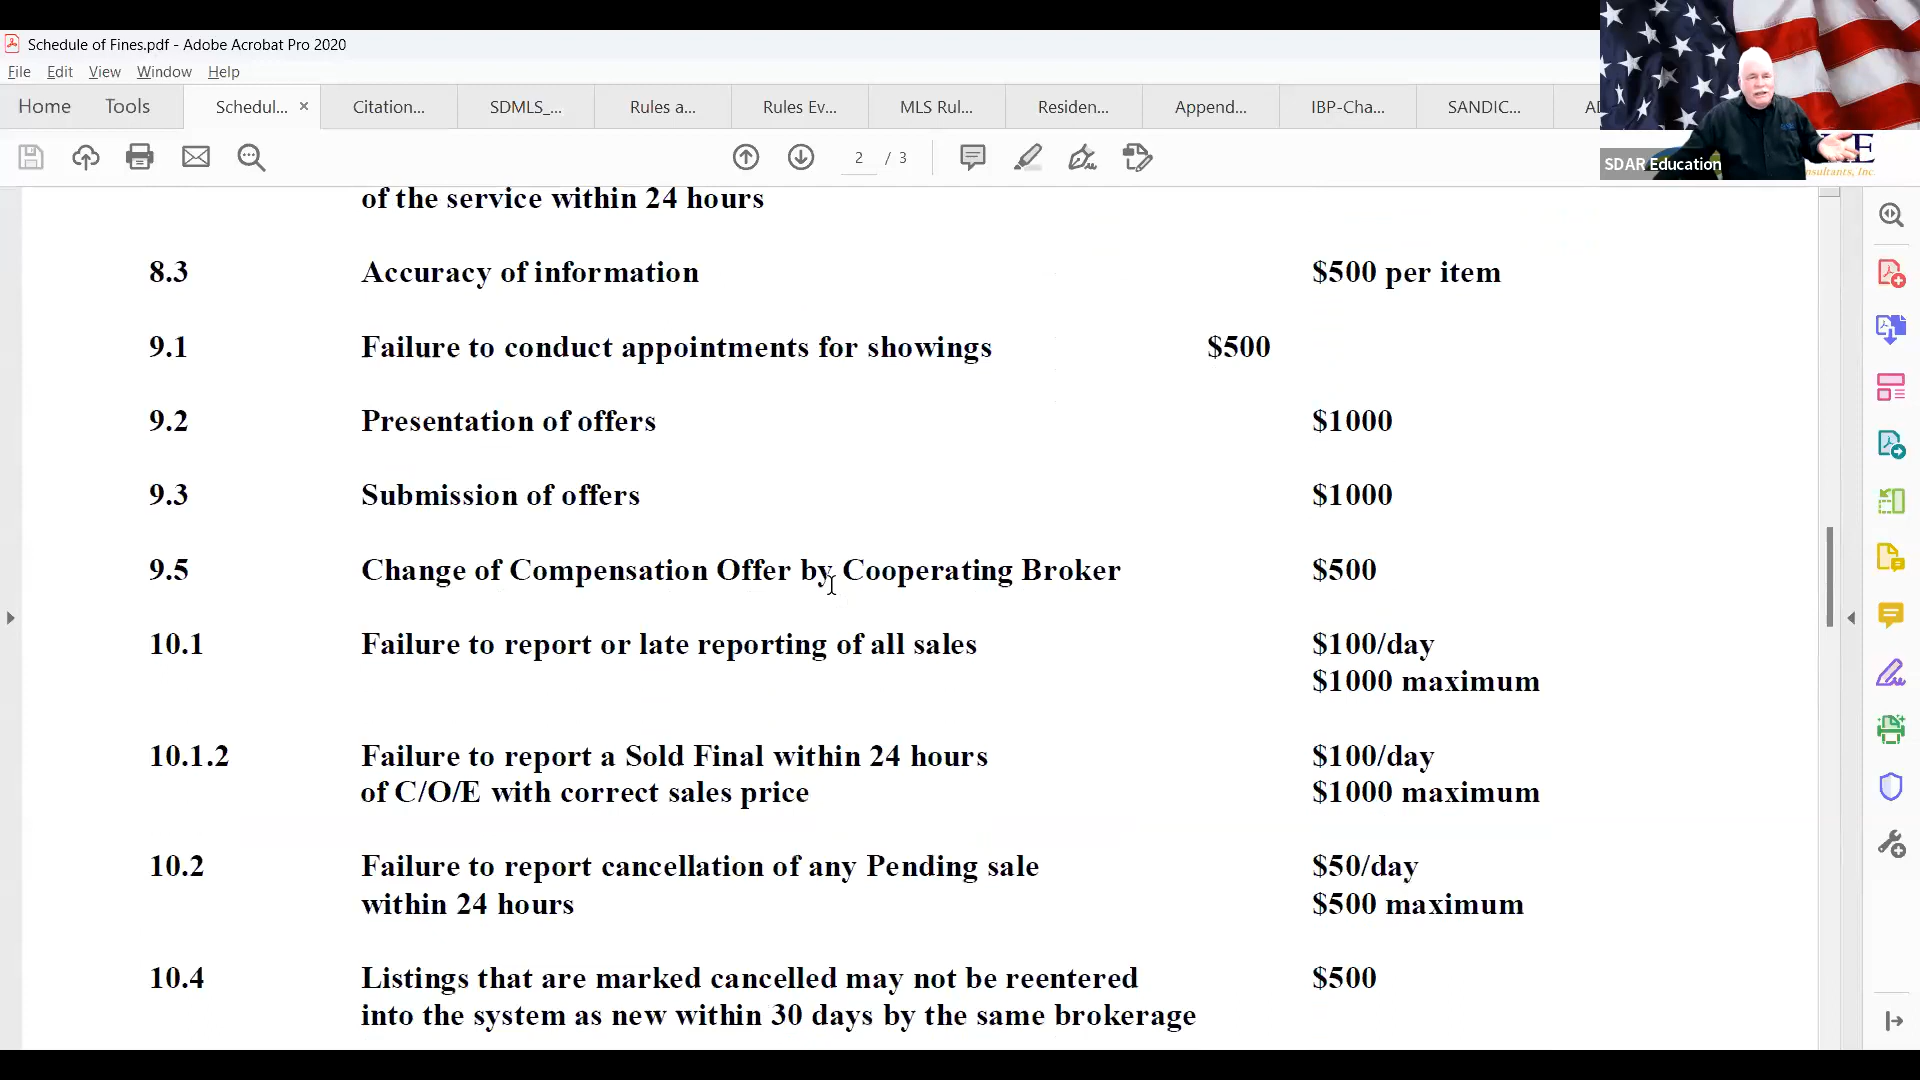 Schedule of Fines.pdf - Adobe Acrobat Pro 2020
File Edit View Window Help
Home Tools Schedul... × Citation... SDMLS_... Rules a... Rules Ev... MLS Rul... Residen... Append... IBP-Cha... SANDIC...
2 / 3
SDAR Education
nsultants, Inc.
of the service within 24 hours
8.3 Accuracy of information $500 per item
9.1 Failure to conduct appointments for showings $500
9.2 Presentation of offers $1000
9.3 Submission of offers $1000
9.5 Change of Compensation Offer by Cooperating Broker $500
10.1 Failure to report or late reporting of all sales $100/day
$1000 maximum
10.1.2 Failure to report a Sold Final within 24 hours $100/day
of C/O/E with correct sales price $1000 maximum
10.2 Failure to report cancellation of any Pending sale $50/day
within 24 hours $500 maximum
10.4 Listings that are marked cancelled may not be reentered $500
into the system as new within 30 days by the same brokerage